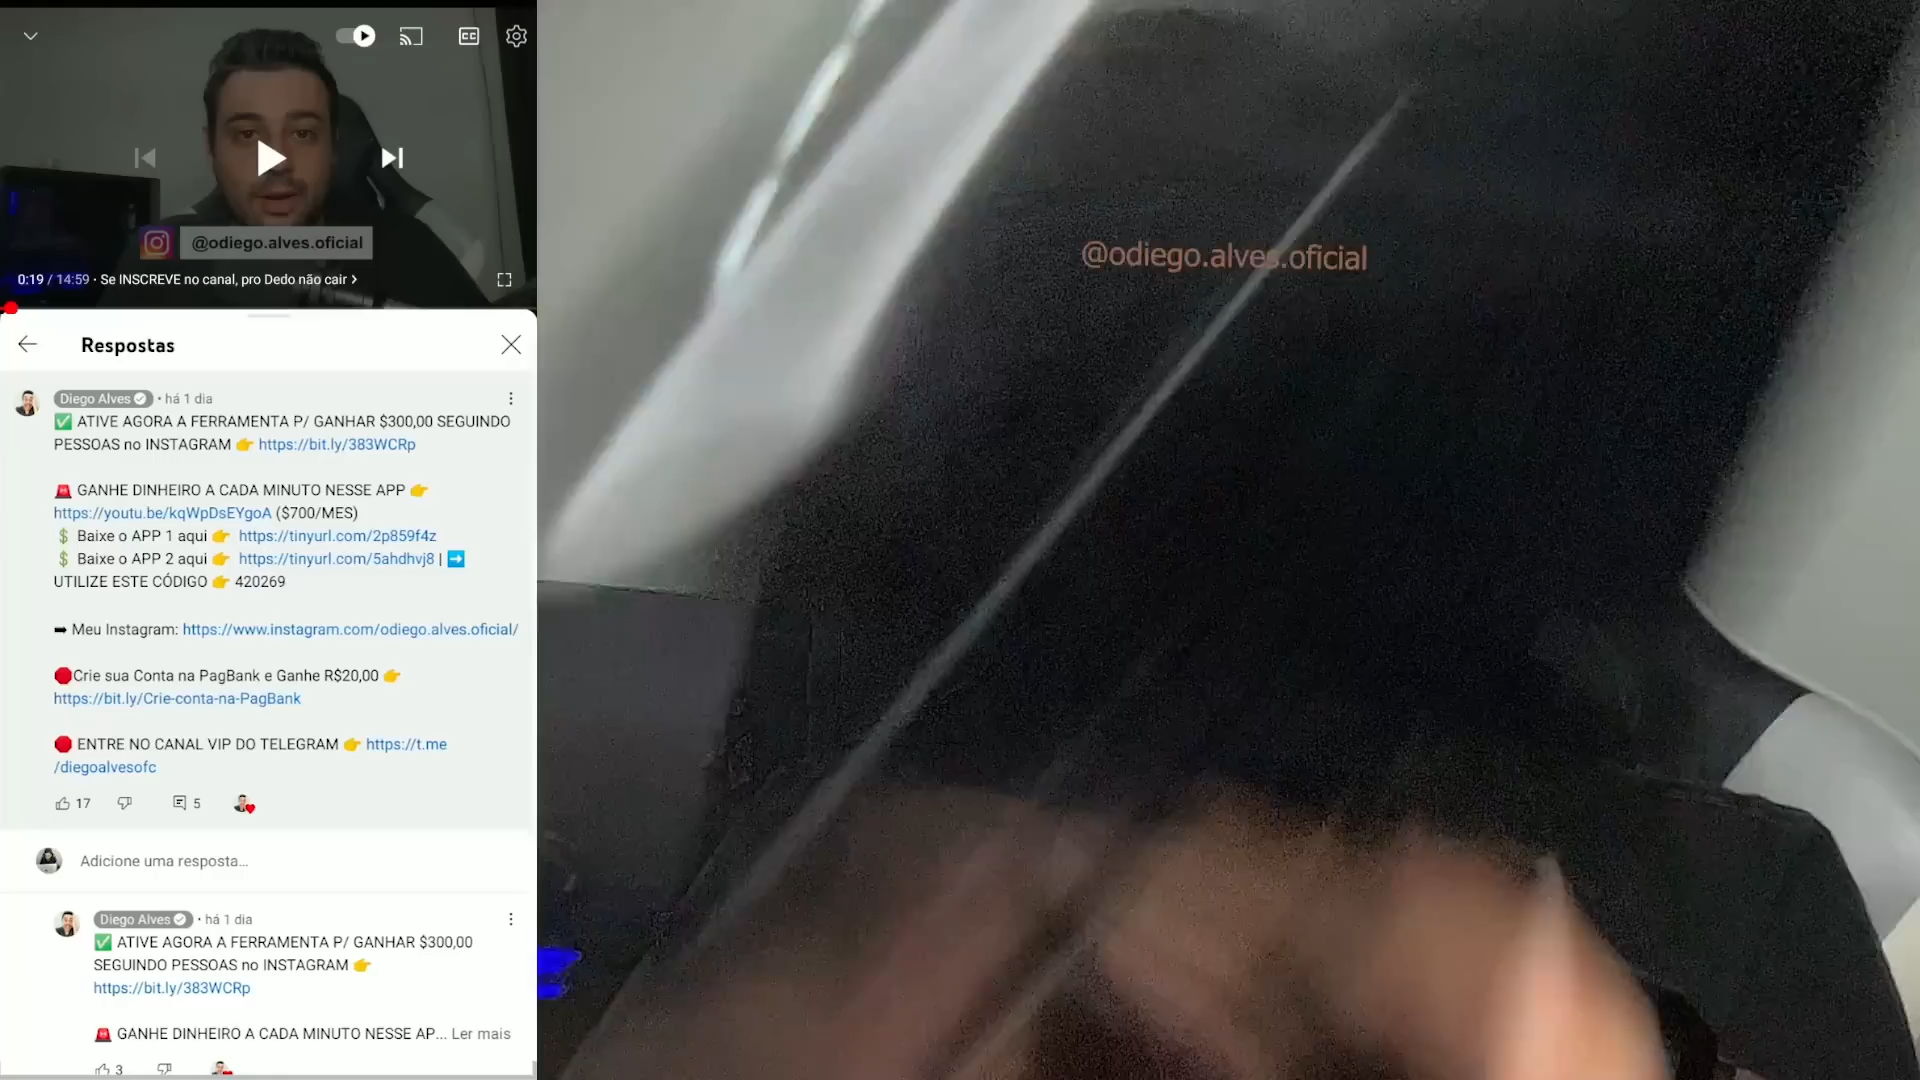 @odiego.alves.oficial
0:19 / 14:59 · Se INSCREVE no canal, pro Dedo não cair >
Respostas
Diego Alves · há 1 dia
✅ ATIVE AGORA A FERRAMENTA P/ GANHAR $300,00 SEGUINDO
PESSOAS no INSTAGRAM 👉 https://bit.ly/383WCRp
🚨 GANHE DINHEIRO A CADA MINUTO NESSE APP 👉
https://youtu.be/kqWpDsEYgoA ($700/MES)
💲 Baixe o APP 1 aqui 👉 https://tinyurl.com/2p859f4z
💲 Baixe o APP 2 aqui 👉 https://tinyurl.com/5ahdhvj8 | ➡️
UTILIZE ESTE CÓDIGO 👉 420269
➡ Meu Instagram: https://www.instagram.com/odiego.alves.oficial/
🛑Crie sua Conta na PagBank e Ganhe R$20,00 👉
https://bit.ly/Crie-conta-na-PagBank
🛑 ENTRE NO CANAL VIP DO TELEGRAM 👉 https://t.me
/diegoalvesofc
17 5
Adicione uma resposta...
Diego Alves · há 1 dia
✅ ATIVE AGORA A FERRAMENTA P/ GANHAR $300,00
SEGUINDO PESSOAS no INSTAGRAM 👉
https://bit.ly/383WCRp
🚨 GANHE DINHEIRO A CADA MINUTO NESSE AP... Ler mais
3
@odiego.alves.oficial